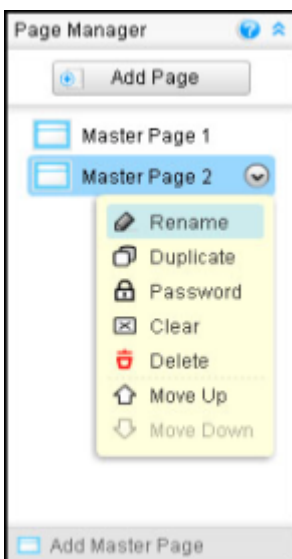 Page Manager
Add Page
Master Page 1
Master Page 2
Rename
Duplicate
Password
Clear
Delete
Move Up
Move Down
Add Master Page